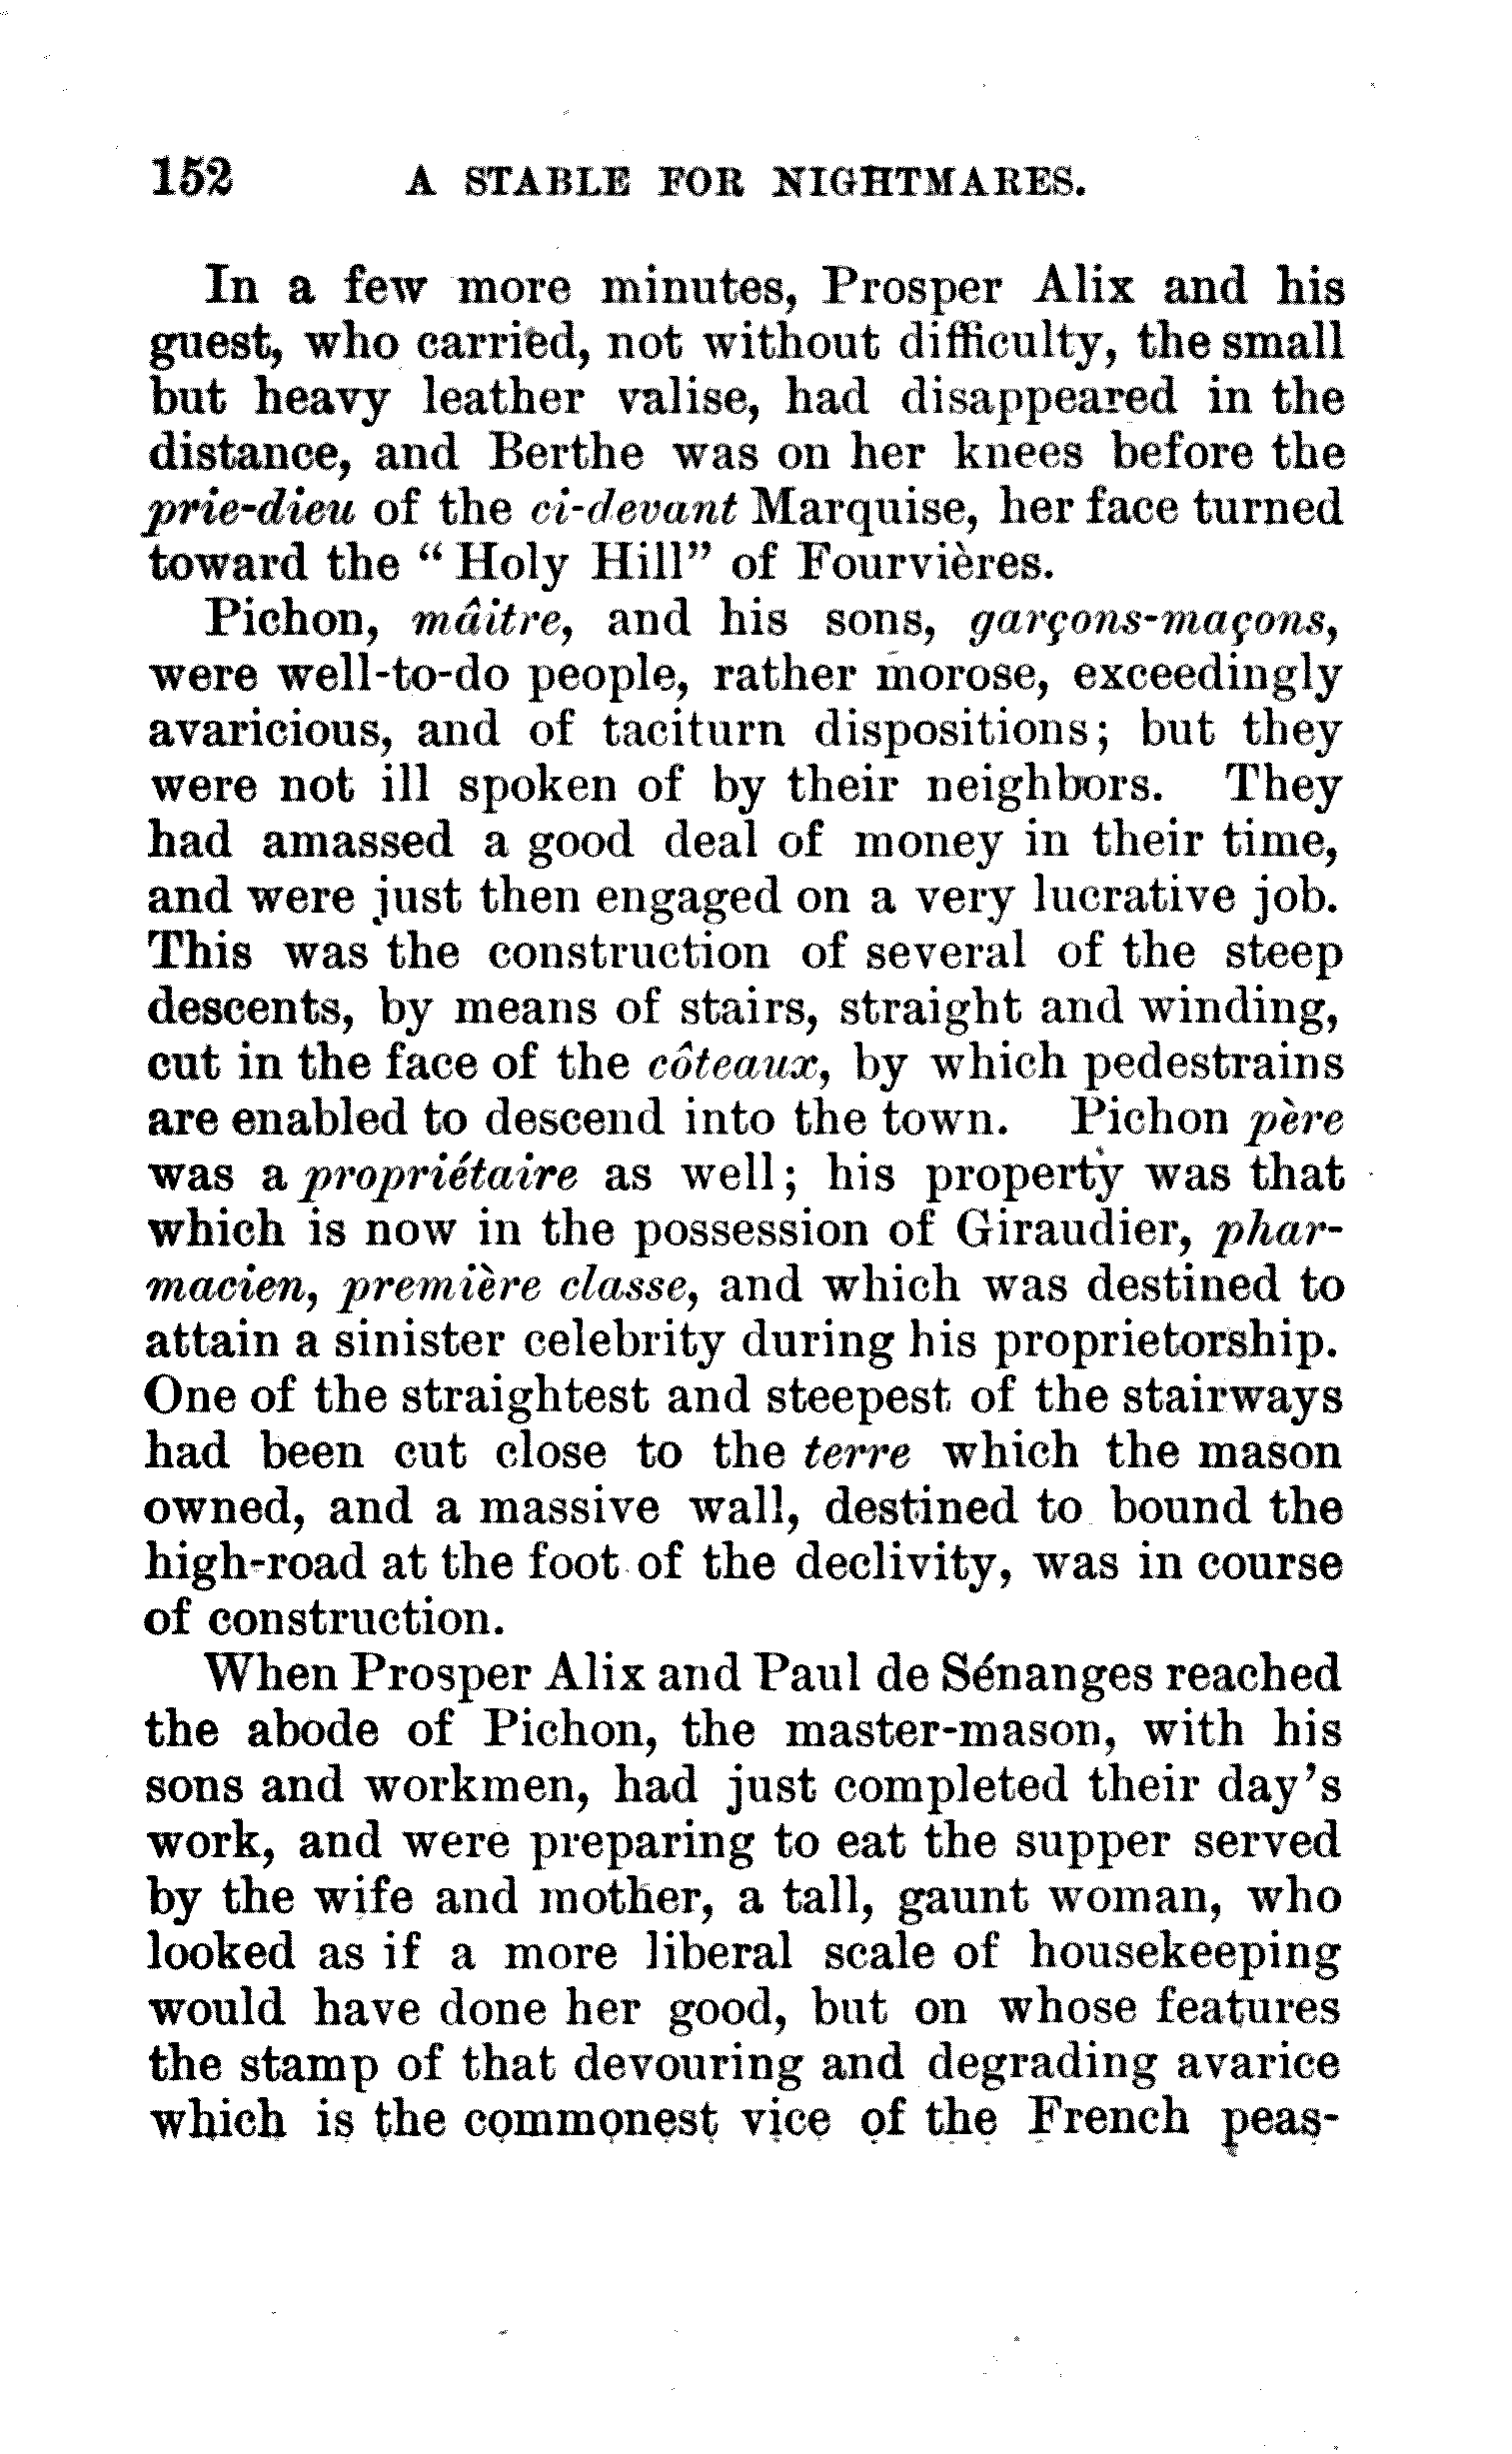 152 A STABLE FOR NIGHTMARES.
In a few more minutes, Prosper Alix and his
guest, who carried, not without difficulty, the small
but heavy leather valise, had disappeared in the
distance, and Berthe was on her knees before the
prie-dieu of the ci-devant Marquise, her face turned
toward the “Holy Hill” of Fourvières.
Pichon, mâitre, and his sons, garçons-maçons,
were well-to-do people, rather morose, exceedingly
avaricious, and of taciturn dispositions; but they
were not ill spoken of by their neighbors. They
had amassed a good deal of money in their time,
and were just then engaged on a very lucrative job.
This was the construction of several of the steep
descents, by means of stairs, straight and winding,
cut in the face of the côteaux, by which pedestrains
are enabled to descend into the town. Pichon père
was a propriétaire as well; his property was that
which is now in the possession of Giraudier, phar-
macien, première classe, and which was destined to
attain a sinister celebrity during his proprietorship.
One of the straightest and steepest of the stairways
had been cut close to the terre which the mason
owned, and a massive wall, destined to bound the
high-road at the foot of the declivity, was in course
of construction.
When Prosper Alix and Paul de Sénanges reached
the abode of Pichon, the master-mason, with his
sons and workmen, had just completed their day’s
work, and were preparing to eat the supper served
by the wife and mother, a tall, gaunt woman, who
looked as if a more liberal scale of housekeeping
would have done her good, but on whose features
the stamp of that devouring and degrading avarice
which is the commonest vice of the French peas-